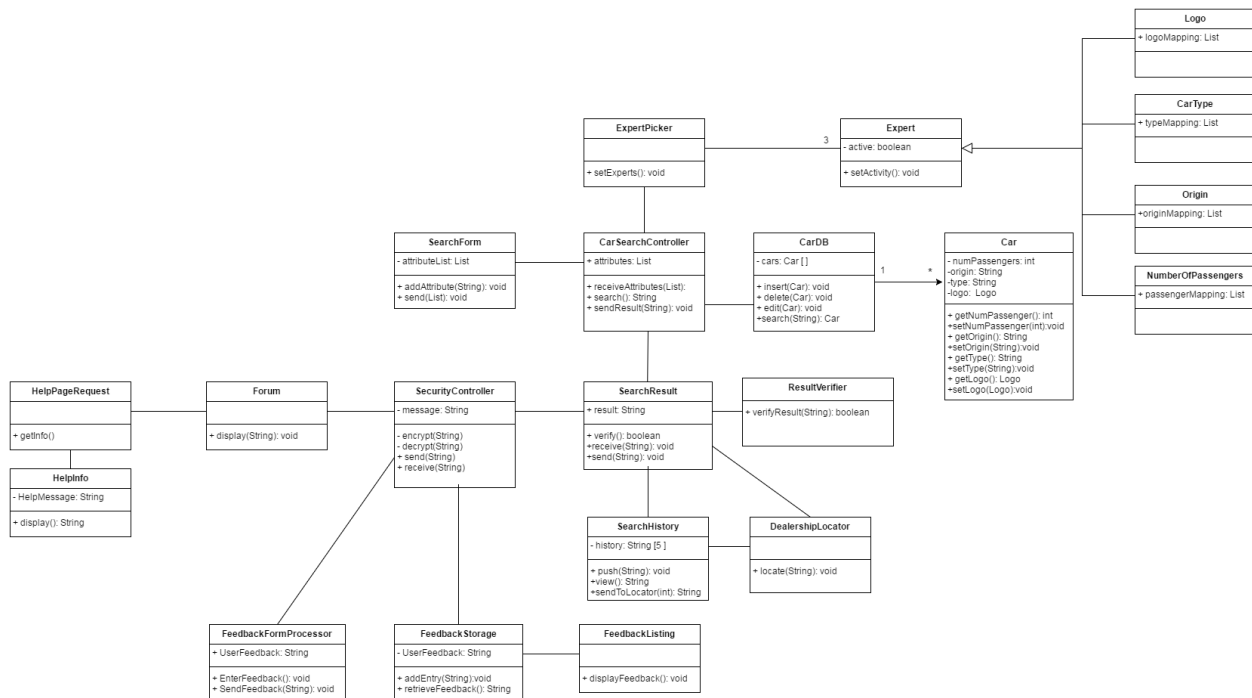 Logo
+ logoMapping: List
CarType
+ typeMapping: List
Origin
+originMapping: List
NumberOfPassengers
+ passengerMapping: List
ExpertPicker
+ setExperts(): void
3
Expert
- active: boolean
+ setActivity(): void
SearchForm
- attributeList: List
+ addAttribute(String): void
+ send(List): void
CarSearchController
+ attributes: List
+ receiveAttributes(List):
+ search(): String
+ sendResult(String): void
CarDB
- cars: Car [ ]
+ insert(Car): void
+ delete(Car): void
+ edit(Car): void
+search(String): Car
1
*
Car
- numPassengers: int
-origin: String
-type: String
-logo: Logo
+ getNumPassenger(): int
+setNumPassenger(int):void
+ getOrigin(): String
+setOrigin(String):void
+ getType(): String
+setType(String):void
+ getLogo(): Logo
+setLogo(Logo):void
HelpPageRequest
+ getInfo()
Forum
+ display(String): void
SecurityController
- message: String
- encrypt(String)
- decrypt(String)
+ send(String)
+ receive(String)
SearchResult
+ result: String
+ verify(): boolean
+receive(String): void
+send(String): void
ResultVerifier
+ verifyResult(String): boolean
HelpInfo
- HelpMessage: String
+ display(): String
SearchHistory
- history: String [5 ]
+ push(String): void
+view(): String
+sendToLocator(int): String
DealershipLocator
+ locate(String): void
FeedbackFormProcessor
+ UserFeedback: String
+ EnterFeedback(): void
+ SendFeedback(String): void
FeedbackStorage
- UserFeedback: String
+ addEntry(String):void
+ retrieveFeedback(): String
FeedbackListing
+ displayFeedback(): void